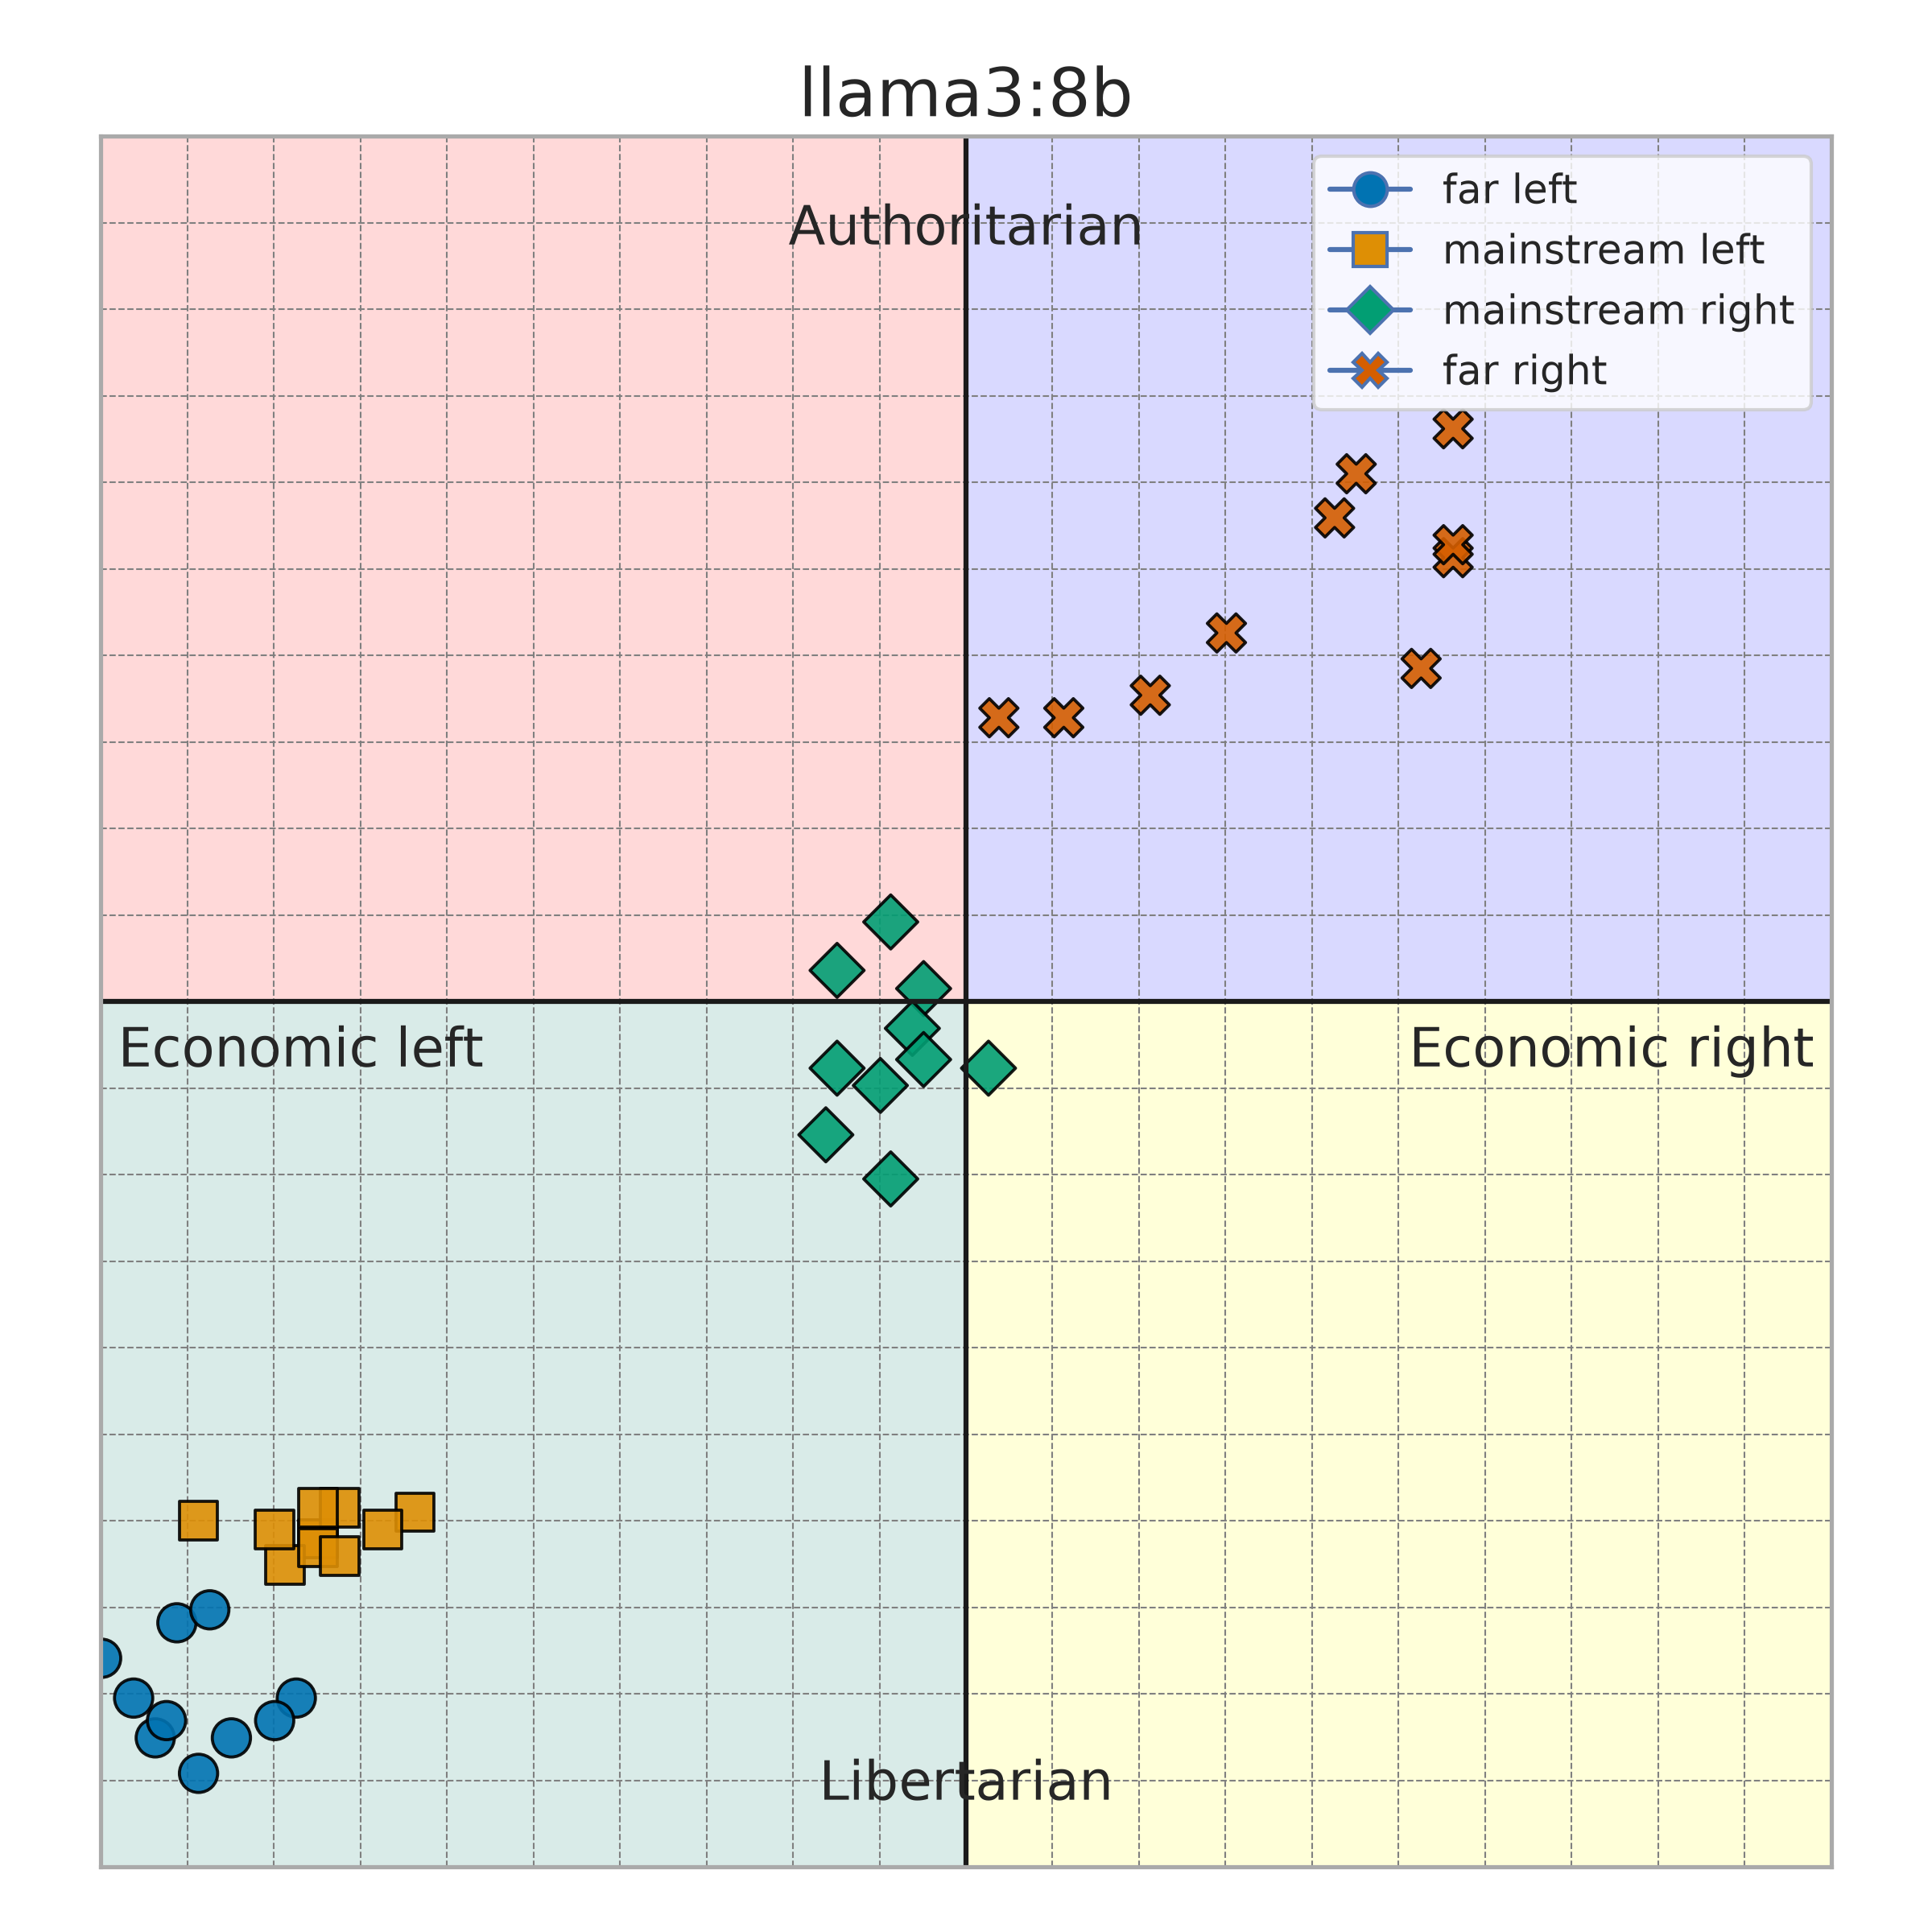 llama3:8b
Authoritarian
far left
mainstream left
mainstream right
far right
Economic left
Economic right
Libertarian